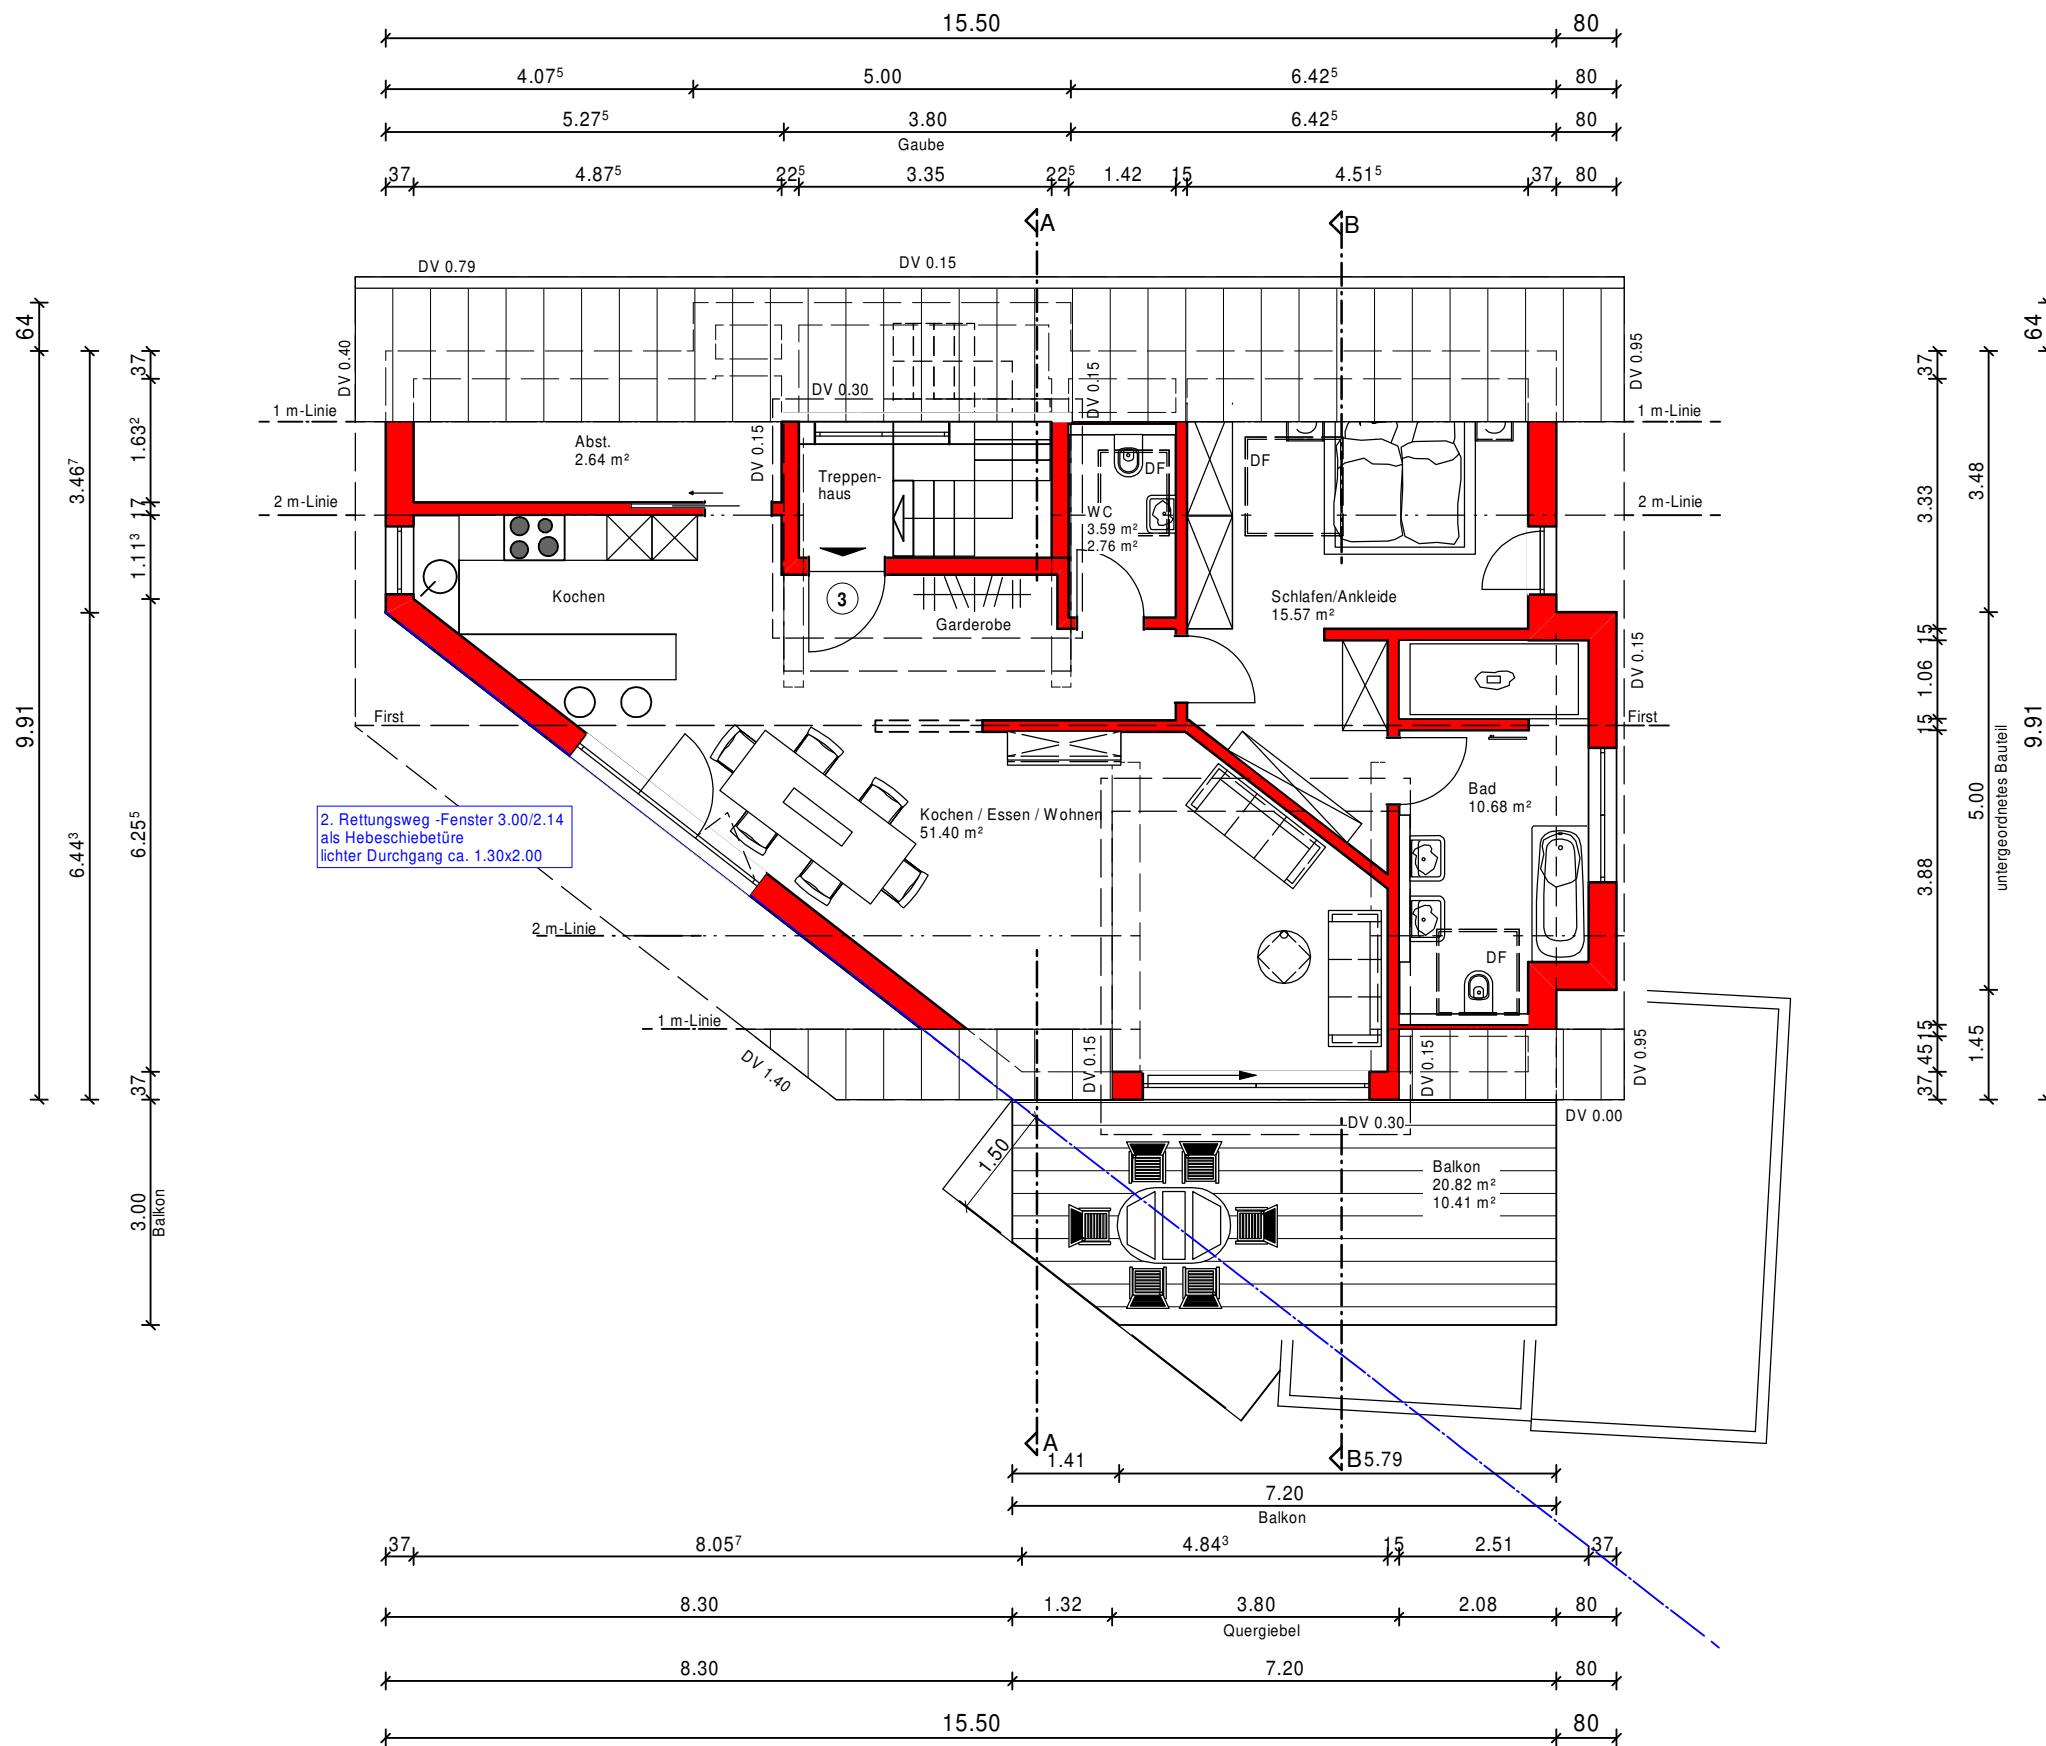 15.50 80
4.07⁵ 5.00 6.42⁵ 80
5.27⁵ 3.80 6.42⁵ 80
Gaube
37 4.87⁵ 22⁵ 3.35 22⁵ 1.42 15 4.51⁵ 37 80
A B
DV 0.79 DV 0.15
64
9.91
3.46⁷
6.44³
37
1.63²
17
1.11³
6.25⁵
37
3.00
Balkon
DV 0.40
DV 0.30
DV 0.15
DV 0.15
DV 0.95
1 m-Linie
1 m-Linie
Abst.
2.64 m²
Treppen-
haus
DF
DF
2 m-Linie
2 m-Linie
WC
3.59 m²
2.76 m²
Kochen
3
Garderobe
Schlafen/Ankleide
15.57 m²
DV 0.15
First
First
2. Rettungsweg -Fenster 3.00/2.14
als Hebeschiebetüre
lichter Durchgang ca. 1.30x2.00
Kochen / Essen / Wohnen
51.40 m²
Bad
10.68 m²
2 m-Linie
DF
1 m-Linie
DV 1.40
DV 0.15
DV 0.15
DV 0.95
DV 0.30
DV 0.00
1.50
Balkon
20.82 m²
10.41 m²
37
3.33
15
1.06
15
3.88
15
45
37
3.48
5.00
untergeordnetes Bauteil
1.45
64
9.91
A B
1.41 5.79
7.20
Balkon
37 8.05⁷ 4.84³ 15 2.51 37
8.30 1.32 3.80 2.08 80
Quergiebel
8.30 7.20 80
15.50 80